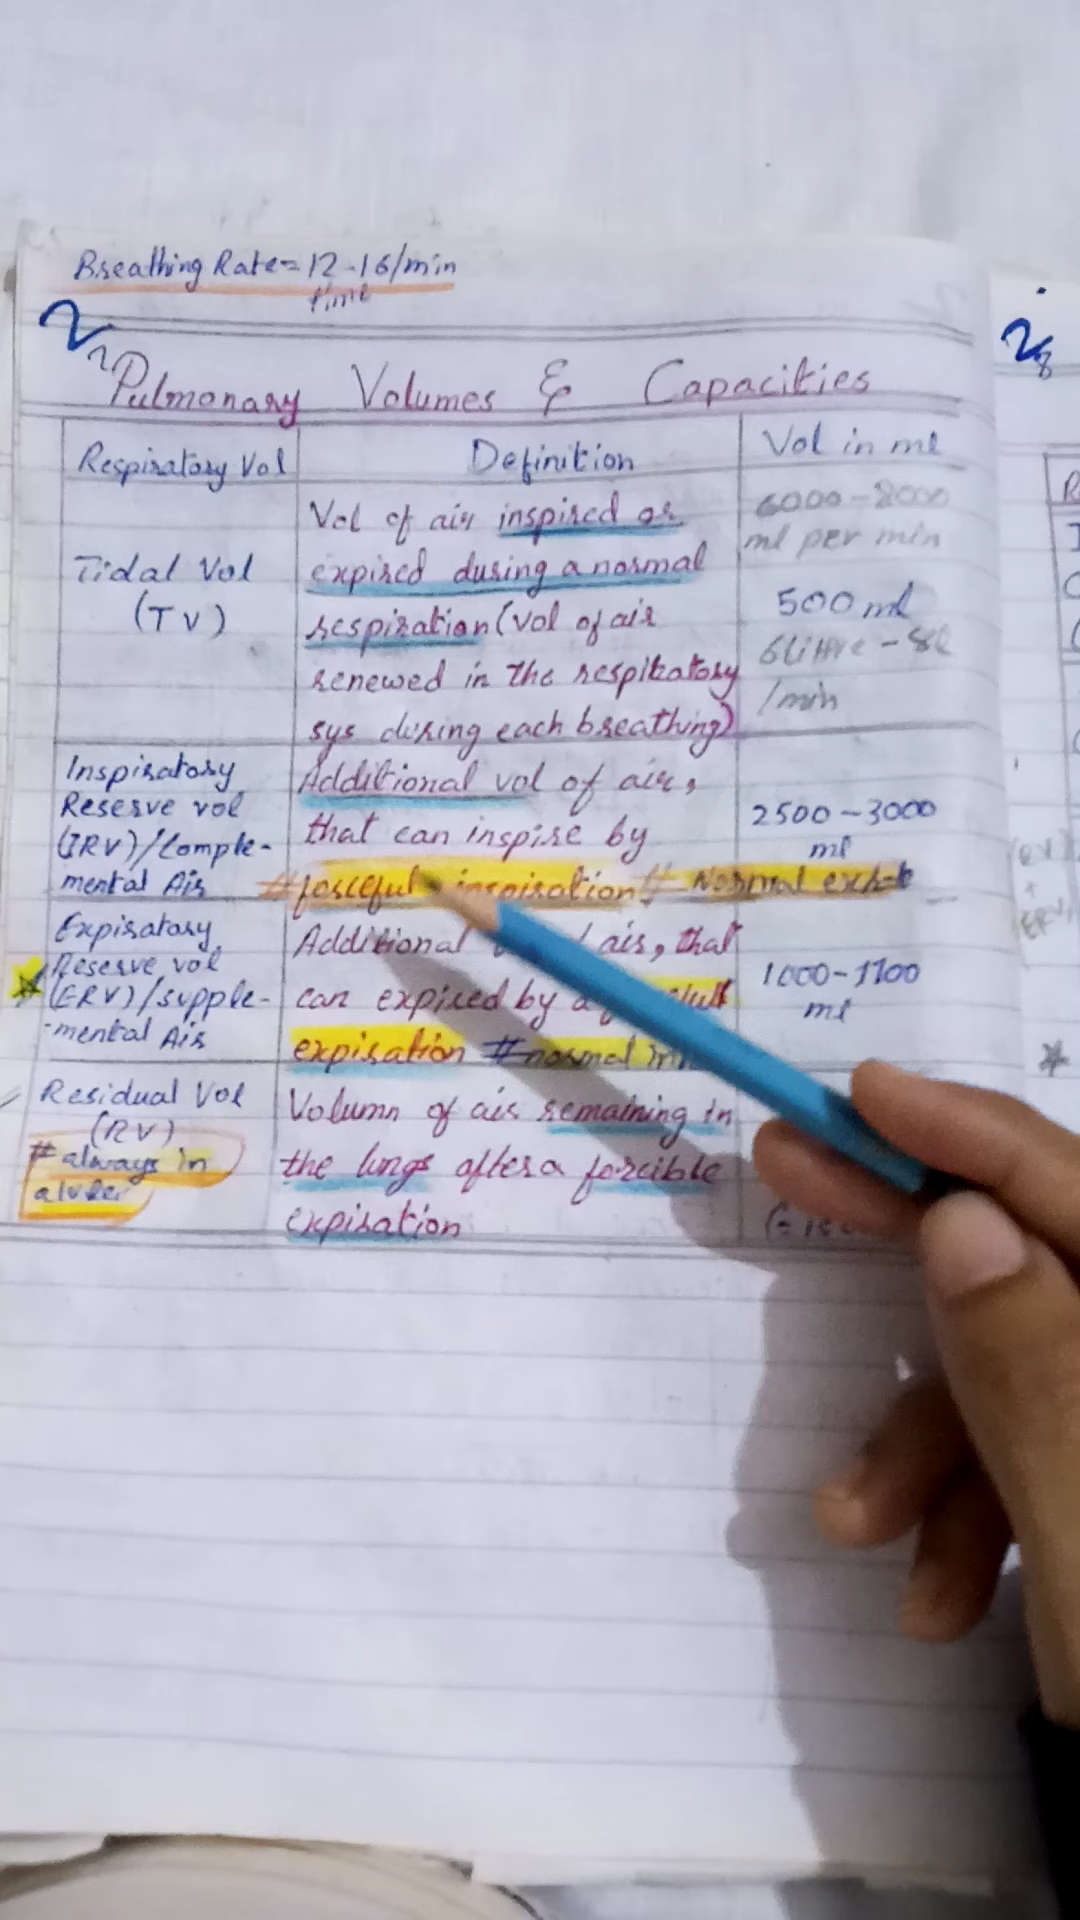 Breathing Rate = 12-16/min
time
2
Pulmonary Volumes & Capacities
Respiratory Vol
Definition
Vol in ml
Tidal Vol
(TV)
Vol of air inspired or
expired during a normal
respiration (vol of air
renewed in the respiratory
sys during each breathing)
6000-8000
ml per min
500 ml
6 littre - 8l
/min
Inspiratory
Reserve vol
(IRV)/Comple-
mental Air
Additional vol of air,
that can inspire by
#forceful inspiration # Normal
2500-3000
ml
Expiratory
Reserve vol
(ERV)/supple-
-mental Air
Additional air, that
can expired by a
expiration #normal
1000-1100
ml
Residual Vol
(RV)
# always in
Volumn of air remaining in
the lungs after a forcible
expiration
28